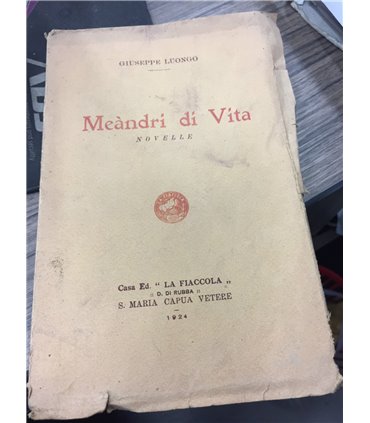 GIUSEPPE LUONGO
Meàndri di Vita
NOVELLE
Casa Ed. “ LA FIACCOLA „
„ D. DI RUBBA „
S. MARIA CAPUA VETERE
1924